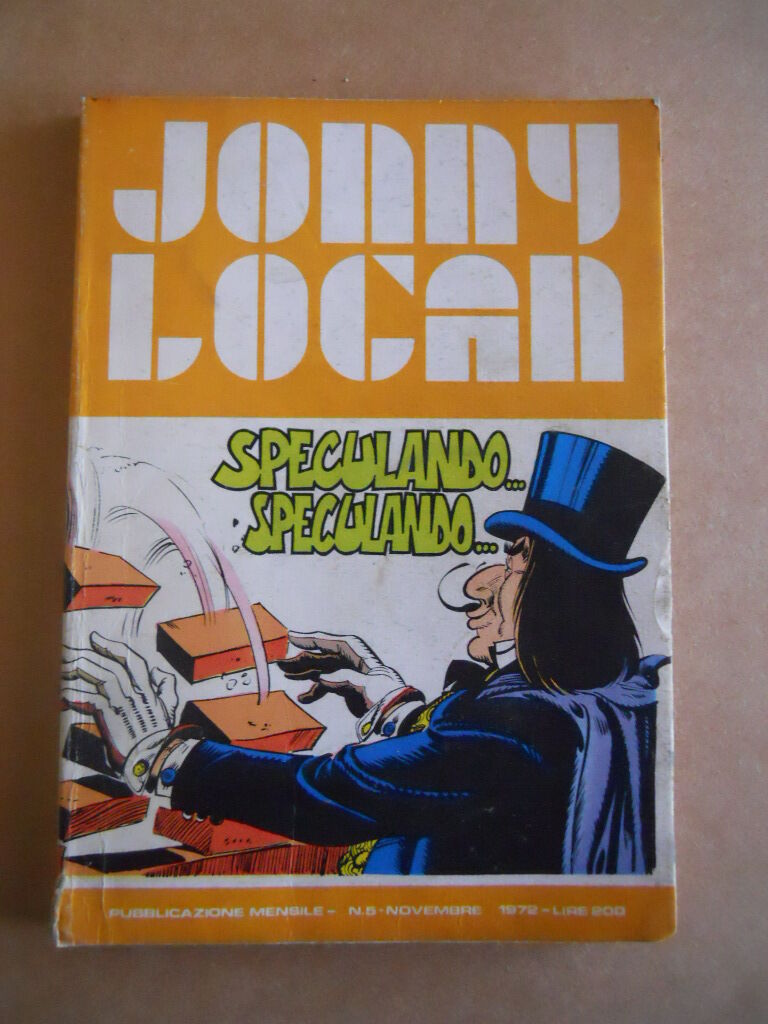 JONNY
LOGAN
SPECULANDO...
SPECULANDO...
PUBBLICAZIONE MENSILE - N.5 - NOVEMBRE 1972 - LIRE 200